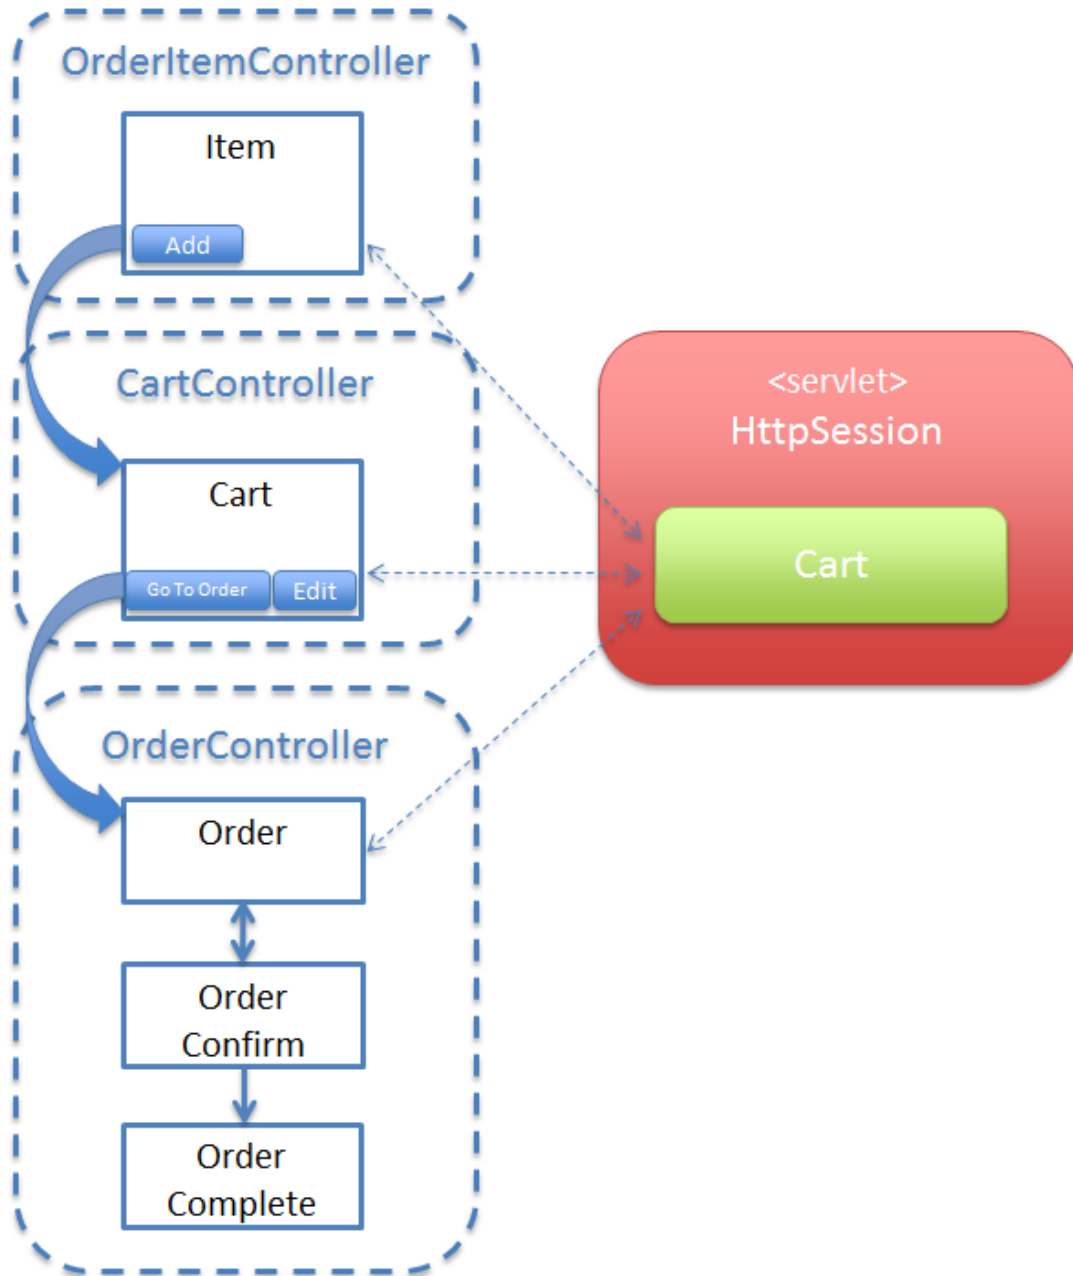 OrderItemController
Item
Add
CartController
Cart
Go To Order
Edit
<servlet>
HttpSession
Cart
OrderController
Order
Order
Confirm
Order
Complete